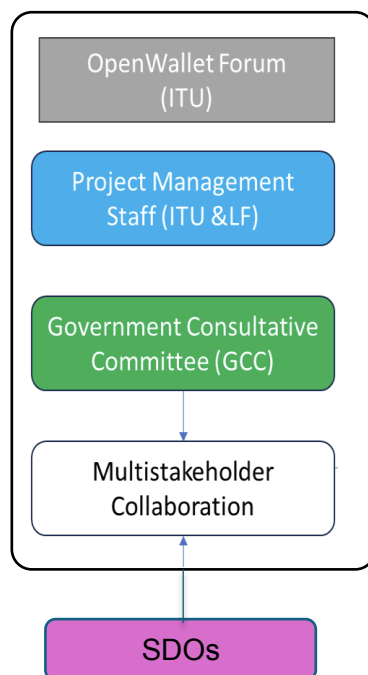 OpenWallet Forum
(ITU)
Project Management
Staff (ITU &LF)
Government Consultative
Committee (GCC)
Multistakeholder
Collaboration
SDOs